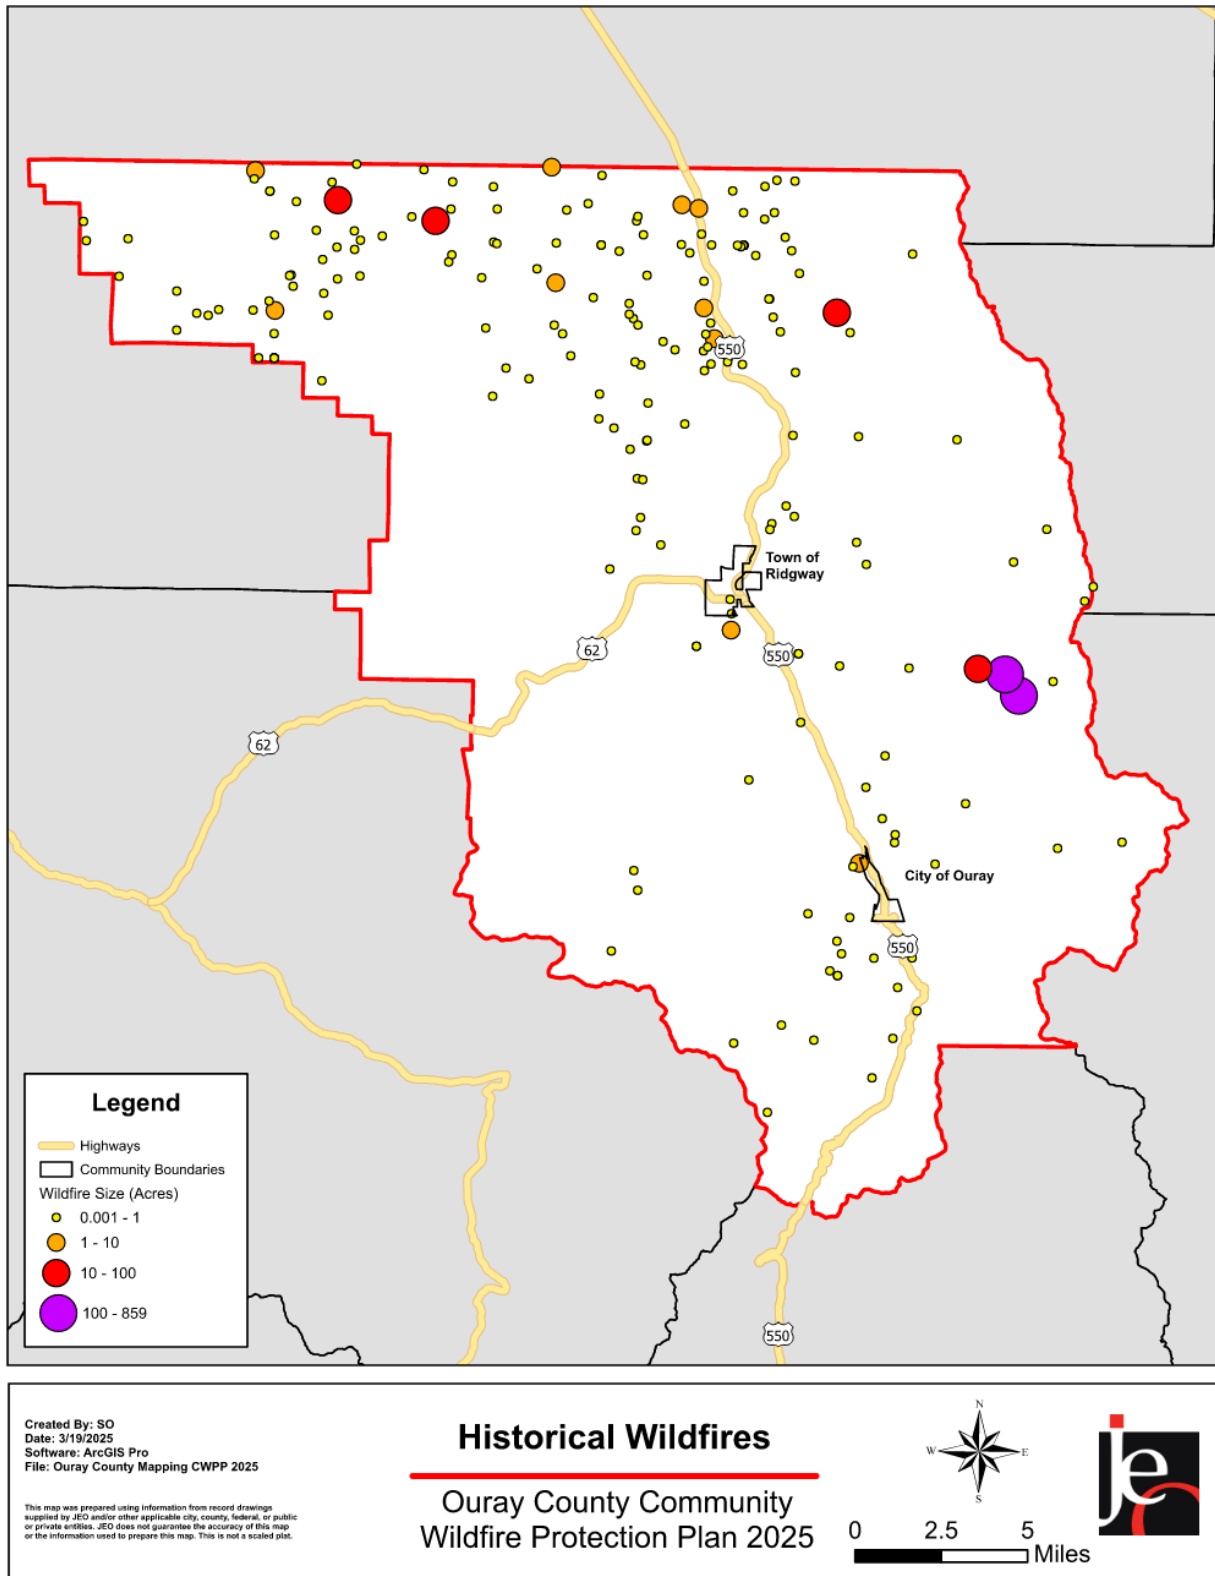 550
Town of
Ridgway
62
550
62
City of Ouray
550
550
Legend
Highways
Community Boundaries
Wildfire Size (Acres)
0.001 - 1
1 - 10
10 - 100
100 - 859
Created By: SO
Date: 3/19/2025
Software: ArcGIS Pro
File: Ouray County Mapping CWPP 2025
This map was prepared using information from record drawings
supplied by JEO and/or other applicable city, county, federal, or public
or private entities. JEO does not guarantee the accuracy of this map
or the information used to prepare this map. This is not a scaled plat.
Historical Wildfires
Ouray County Community
Wildfire Protection Plan 2025
N
W E
S
0 2.5 5
Miles
jeo